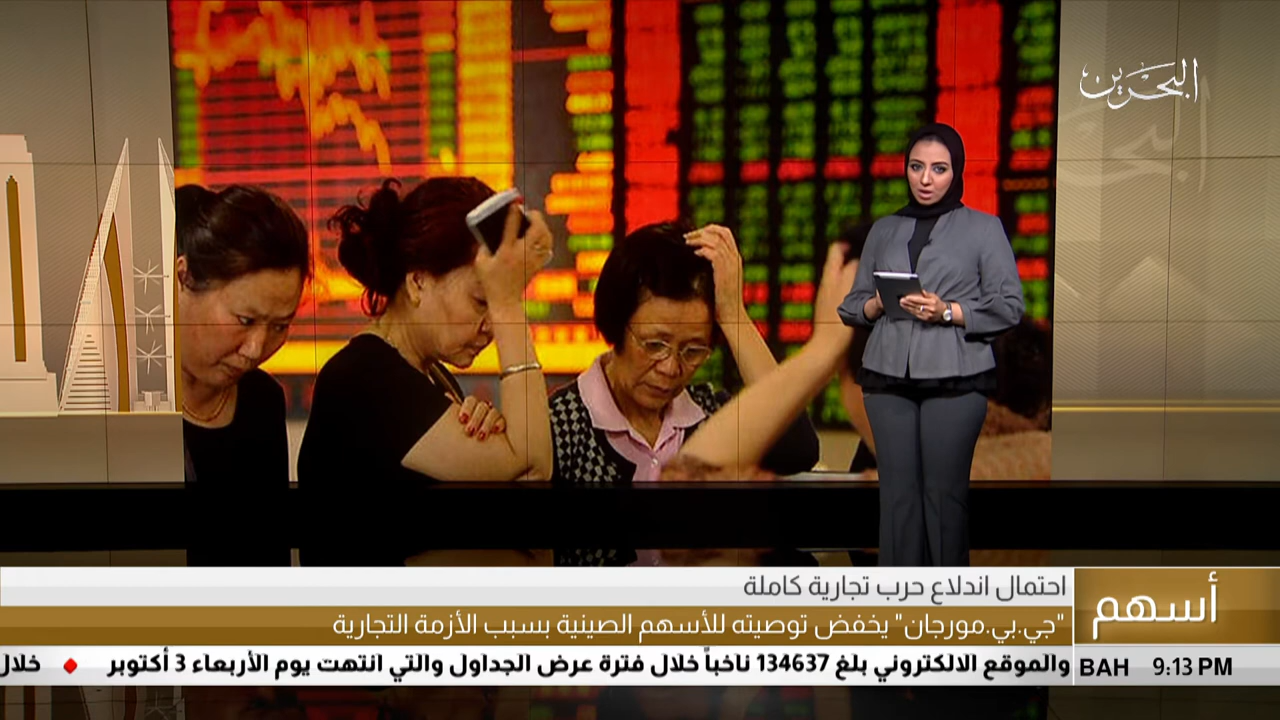 البحرين
احتمال اندلاع حرب تجارية كاملة
أسهم
"جي.بي.مورجان" يخفض توصيته للأسهم الصينية بسبب الأزمة التجارية
والموقع الالكتروني بلغ 134637 ناخباً خلال فترة عرض الجداول والتي انتهت يوم الأربعاء 3 أكتوبر ♦ خلال
BAH 9:13 PM